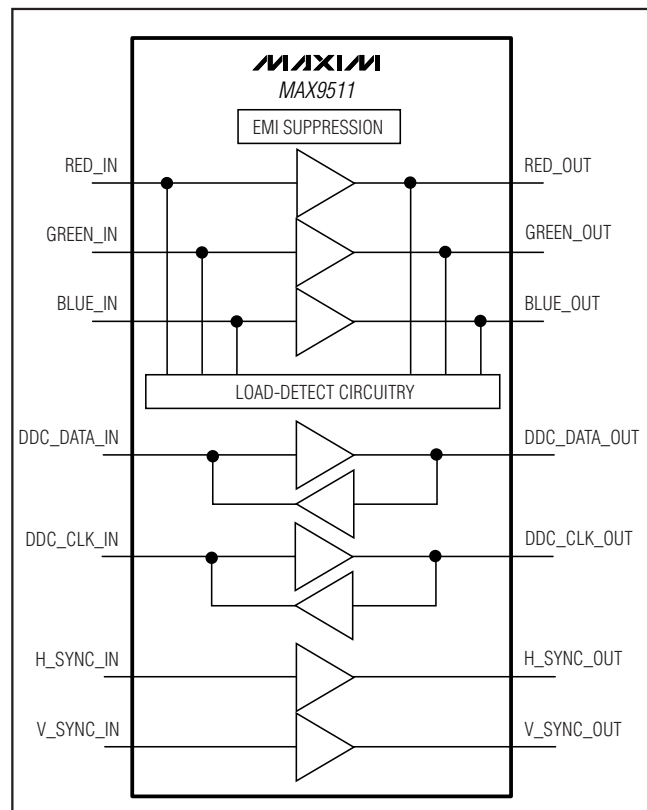 MAXIM
MAX9511
EMI SUPPRESSION
RED_IN
RED_OUT
GREEN_IN
GREEN_OUT
BLUE_IN
BLUE_OUT
LOAD-DETECT CIRCUITRY
DDC_DATA_IN
DDC_DATA_OUT
DDC_CLK_IN
DDC_CLK_OUT
H_SYNC_IN
H_SYNC_OUT
V_SYNC_IN
V_SYNC_OUT